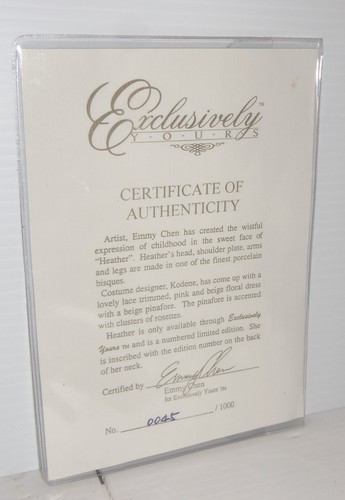 Exclusively™
YOURS
CERTIFICATE OF
AUTHENTICITY
Artist, Emmy Chen has created the wistful
expression of childhood in the sweet face of
"Heather". Heather's head, shoulder plate, arms
and legs are made in one of the finest porcelain
bisques.
Costume designer, Kodene, has come up with a
lovely lace trimmed, pink and beige floral dress
with a beige pinafore. The pinafore is accented
with clusters of rosettes.
Heather is only available through Exclusively
Yours TM and is a numbered limited edition. She
is inscribed with the edition number on the back
of her neck.
Certified by Emmy Chen
Emmy Chen
for Exclusively Yours TM
No. 0045 /1000